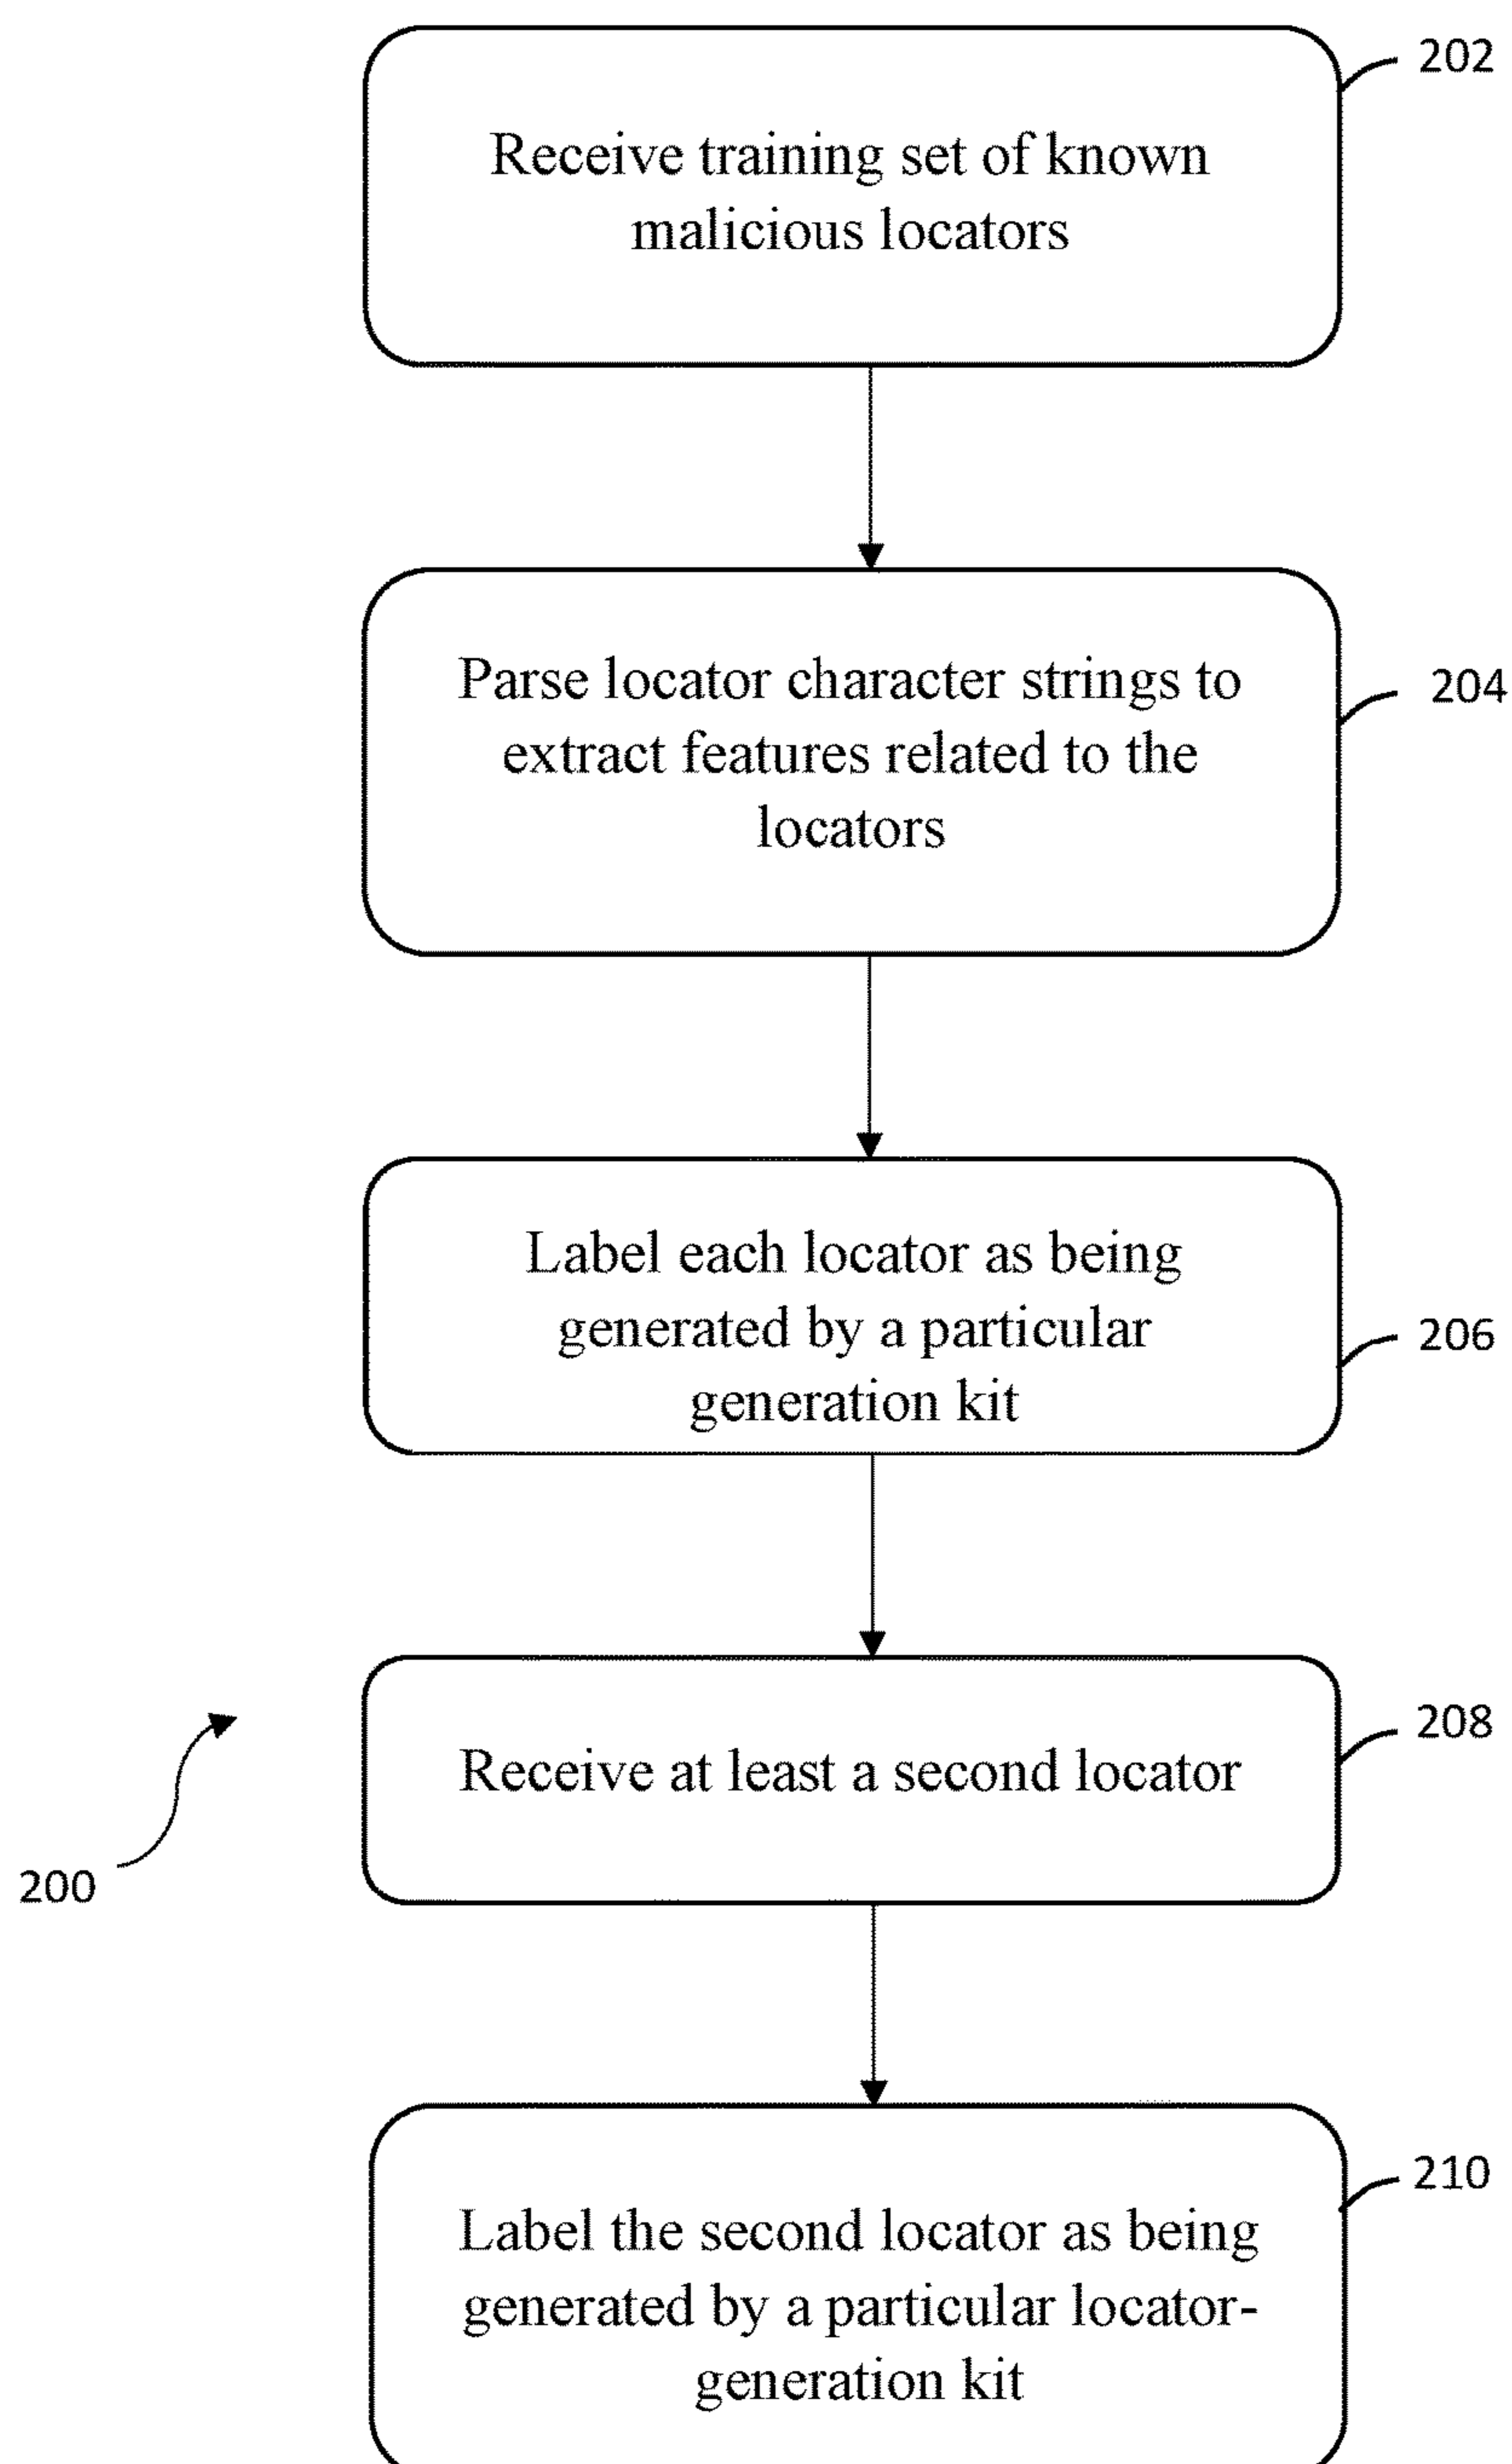 202
Receive training set of known
malicious locators
204
Parse locator character strings to
extract features related to the
locators
Label each locator as being
generated by a particular
generation kit
206
208
Receive at least a second locator
200
210
Label the second locator as being
generated by a particular locator-
generation kit